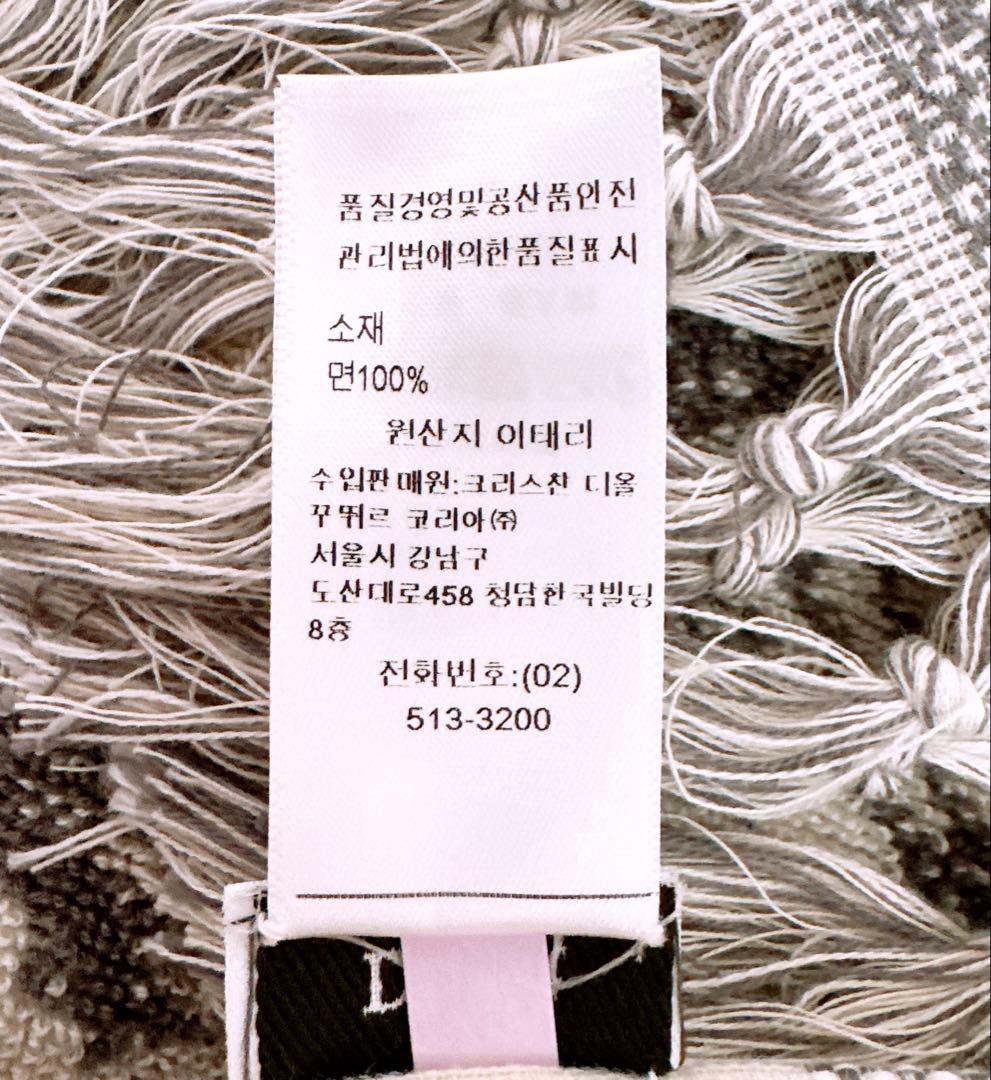 품질경영및공산품안전
관리법에의한품질표시
소재
면100%
원산지 이태리
수입판매원:크리스챤 디올
꾸뛰르 코리아㈜
서울시 강남구
도산대로458 청담한국빌딩
8층
전화번호:(02)
513-3200